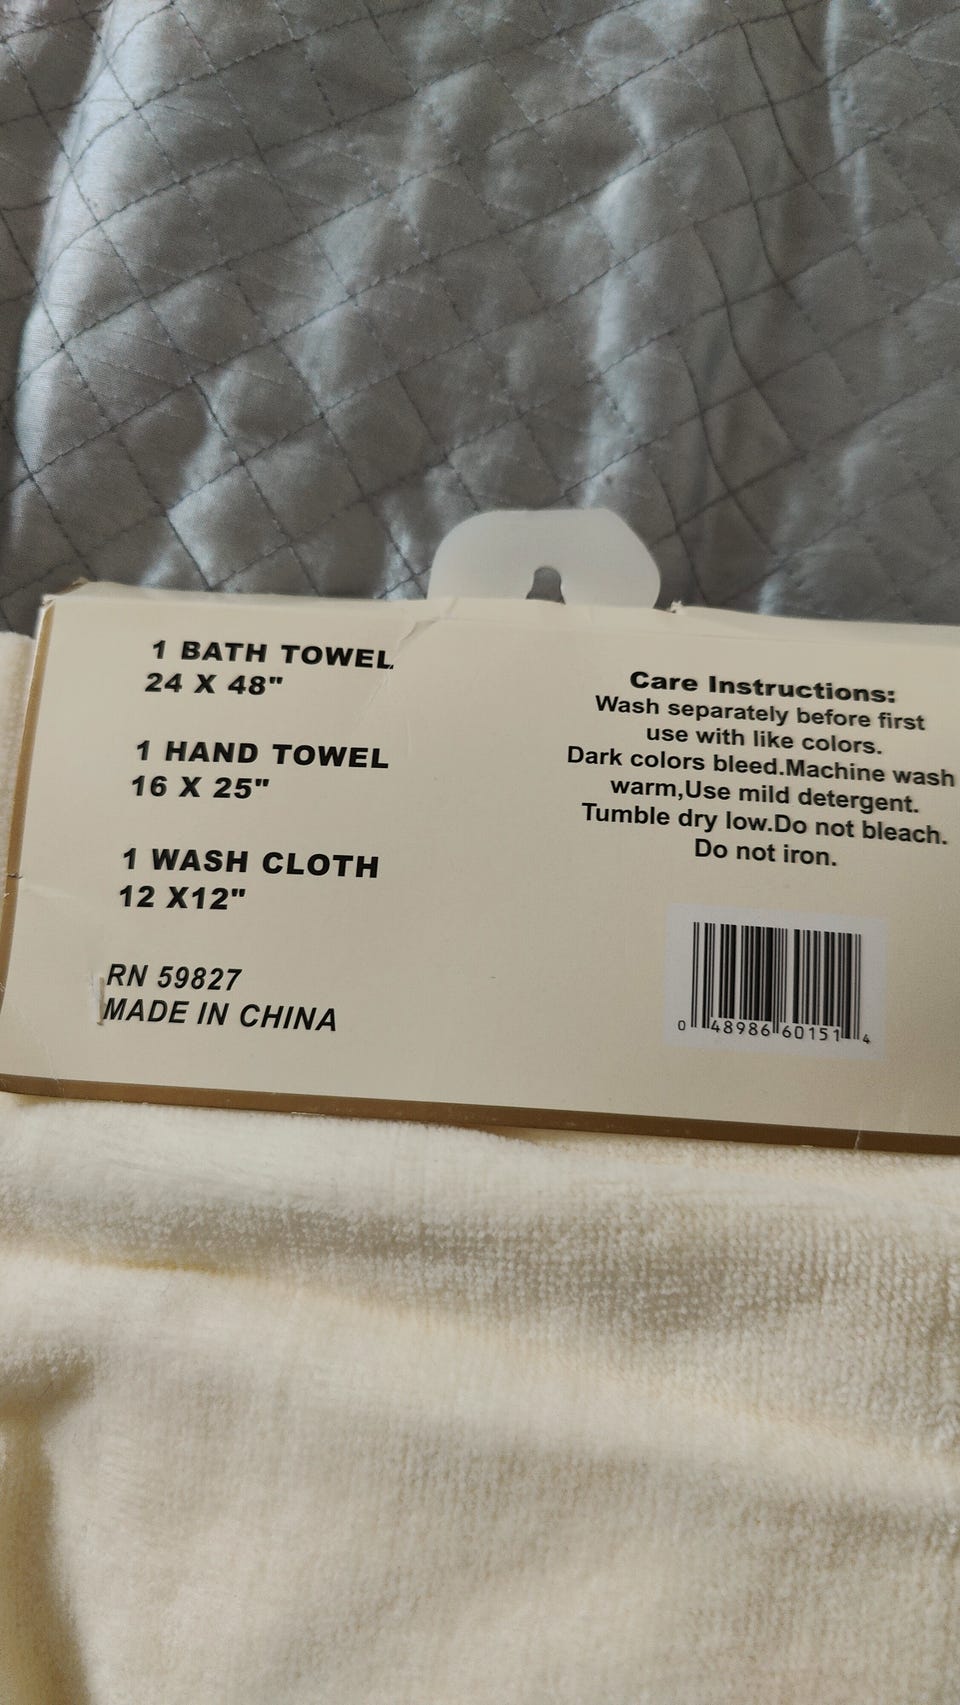 1 BATH TOWEL
24 X 48"
1 HAND TOWEL
16 X 25"
1 WASH CLOTH
12 X12"
RN 59827
MADE IN CHINA
Care Instructions:
Wash separately before first
use with like colors.
Dark colors bleed.Machine wash
warm,Use mild detergent.
Tumble dry low.Do not bleach.
Do not iron.
0 48986 60151 4